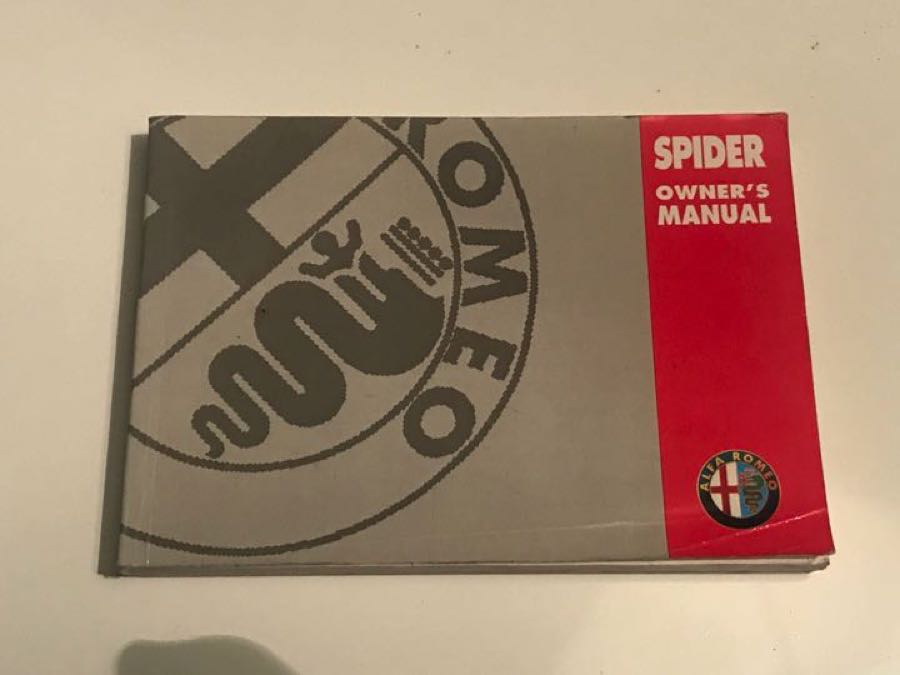 ROMEO
SPIDER
OWNER'S
MANUAL
ALFA ROMEO